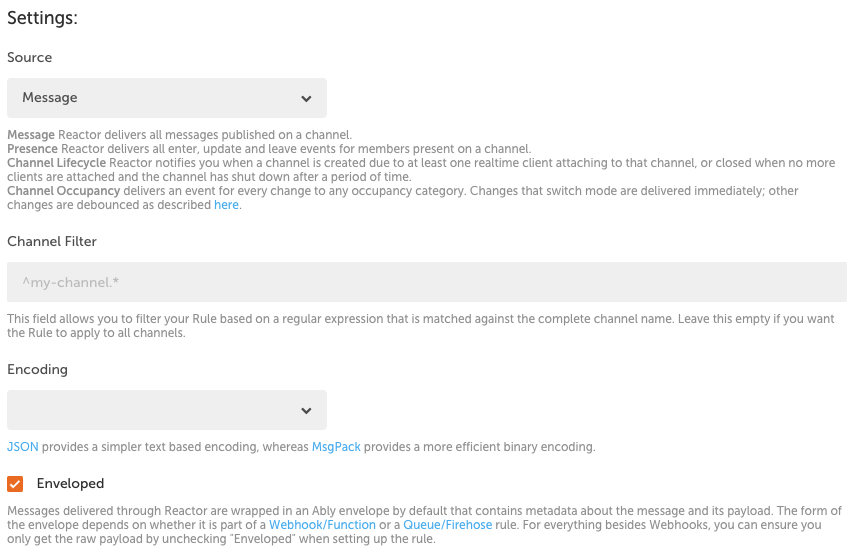 Settings:
Source
Message
Message Reactor delivers all messages published on a channel.
Presence Reactor delivers all enter, update and leave events for members present on a channel.
Channel Lifecycle Reactor notifies you when a channel is created due to at least one realtime client attaching to that channel, or closed when no more
clients are attached and the channel has shut down after a period of time.
Channel Occupancy delivers an event for every change to any occupancy category. Changes that switch mode are delivered immediately; other
changes are debounced as described here.
Channel Filter
^my-channel.*
This field allows you to filter your Rule based on a regular expression that is matched against the complete channel name. Leave this empty if you want
the Rule to apply to all channels.
Encoding
JSON provides a simpler text based encoding, whereas MsgPack provides a more efficient binary encoding.
Enveloped
Messages delivered through Reactor are wrapped in an Ably envelope by default that contains metadata about the message and its payload. The form of
the envelope depends on whether it is part of a Webhook/Function or a Queue/Firehose rule. For everything besides Webhooks, you can ensure you
only get the raw payload by unchecking "Enveloped" when setting up the rule.